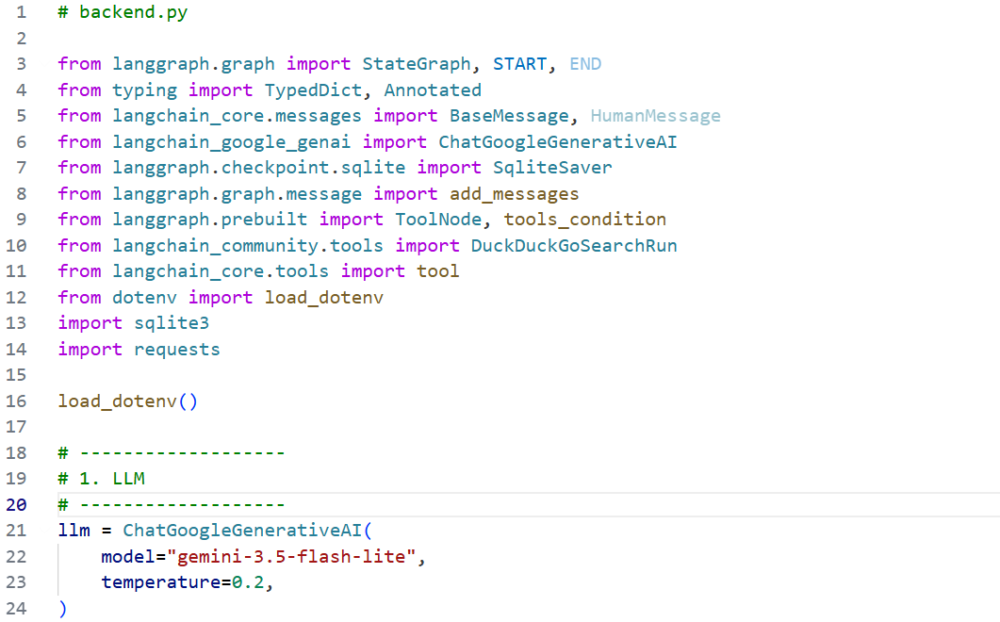 1 # backend.py
2
3 from langgraph.graph import StateGraph, START, END
4 from typing import TypedDict, Annotated
5 from langchain_core.messages import BaseMessage, HumanMessage
6 from langchain_google_genai import ChatGoogleGenerativeAI
7 from langgraph.checkpoint.sqlite import SqliteSaver
8 from langgraph.graph.message import add_messages
9 from langgraph.prebuilt import ToolNode, tools_condition
10 from langchain_community.tools import DuckDuckGoSearchRun
11 from langchain_core.tools import tool
12 from dotenv import load_dotenv
13 import sqlite3
14 import requests
15
16 load_dotenv()
17
18 # -------------------
19 # 1. LLM
20 # -------------------
21 llm = ChatGoogleGenerativeAI(
22     model="gemini-3.5-flash-lite",
23     temperature=0.2,
24 )